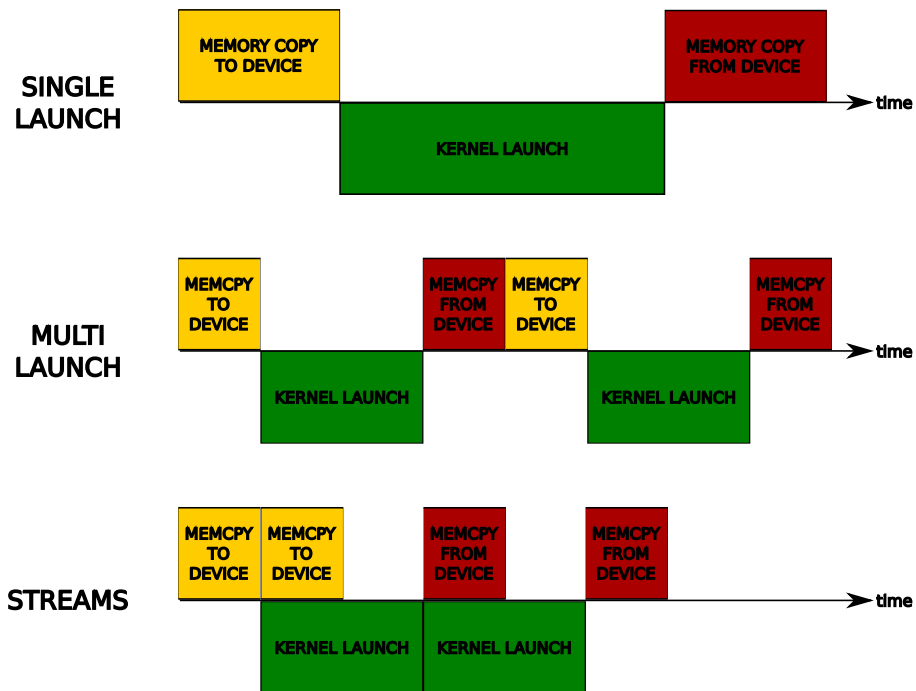 SINGLE
LAUNCH
MEMORY COPY
TO DEVICE
KERNEL LAUNCH
MEMORY COPY
FROM DEVICE
time
MULTI
LAUNCH
MEMCPY
TO
DEVICE
KERNEL LAUNCH
MEMCPY
FROM
DEVICE
MEMCPY
TO
DEVICE
KERNEL LAUNCH
MEMCPY
FROM
DEVICE
time
STREAMS
MEMCPY
TO
DEVICE
MEMCPY
TO
DEVICE
KERNEL LAUNCH
MEMCPY
FROM
DEVICE
KERNEL LAUNCH
MEMCPY
FROM
DEVICE
time